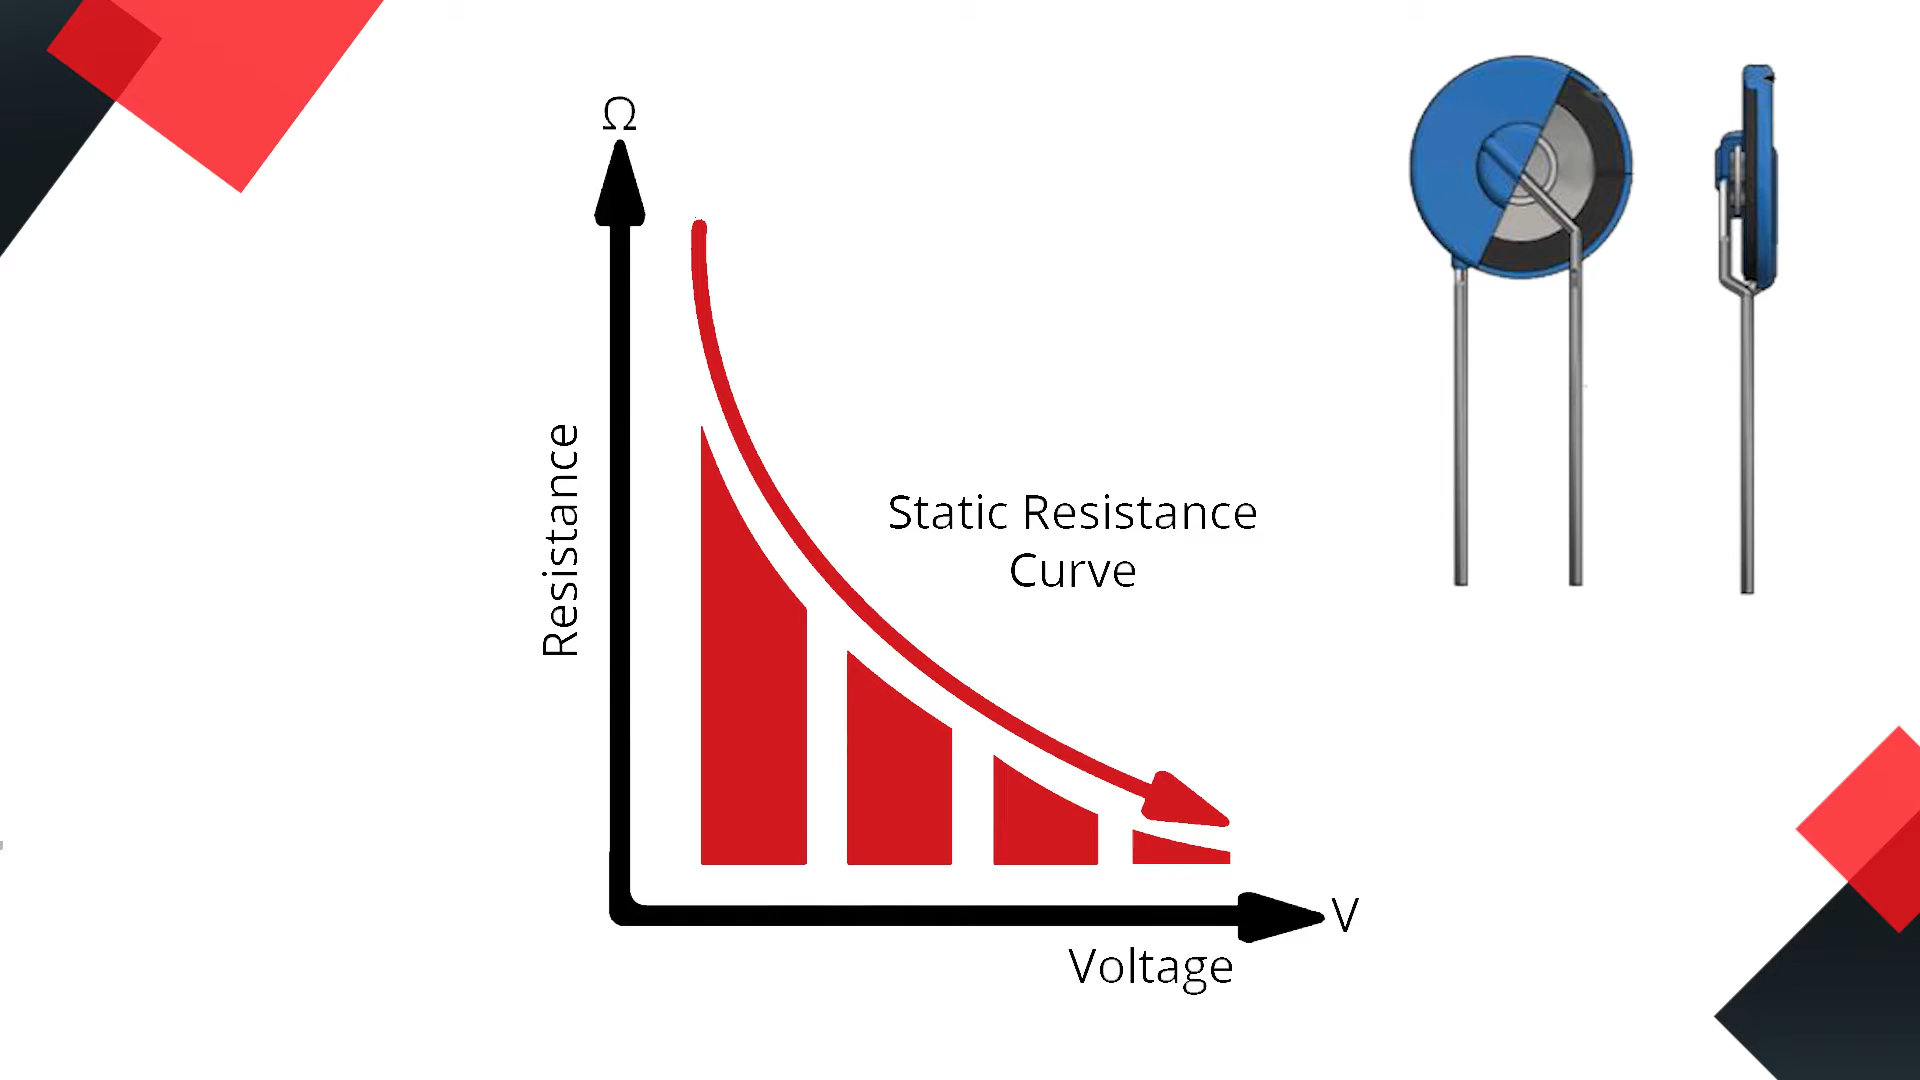 Ω
Resistance
Static Resistance
Curve
V
Voltage